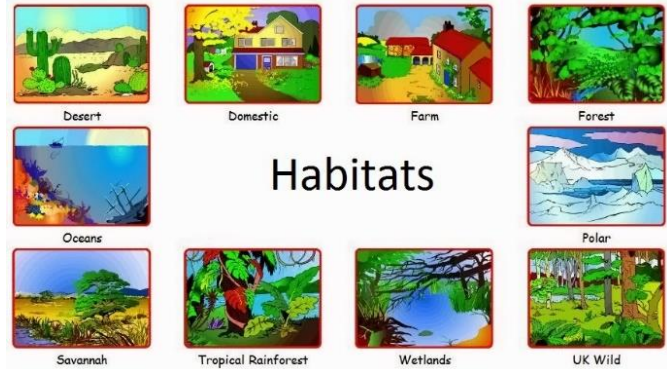 Desert
Domestic
Farm
Forest
Habitats
Oceans
Polar
Savannah
Tropical Rainforest
Wetlands
UK Wild